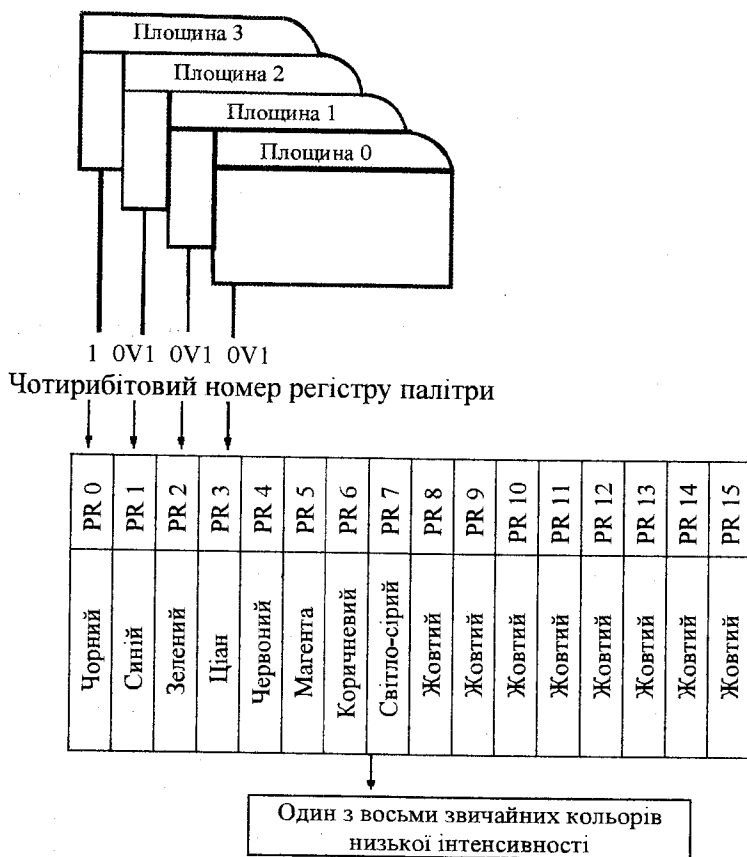 Площина 3
Площина 2
Площина 1
Площина 0
1 0V1 0V1 0V1
Чотирибітовий номер регістру палітри
PR 0 PR 1 PR 2 PR 3 PR 4 PR 5 PR 6 PR 7 PR 8 PR 9 PR 10 PR 11 PR 12 PR 13 PR 14 PR 15
Чорний Синій Зелений Ціан Червоний Магента Коричневий Світло-сірий Жовтий Жовтий Жовтий Жовтий Жовтий Жовтий Жовтий Жовтий
Один з восьми звичайних кольорів
низької інтенсивності